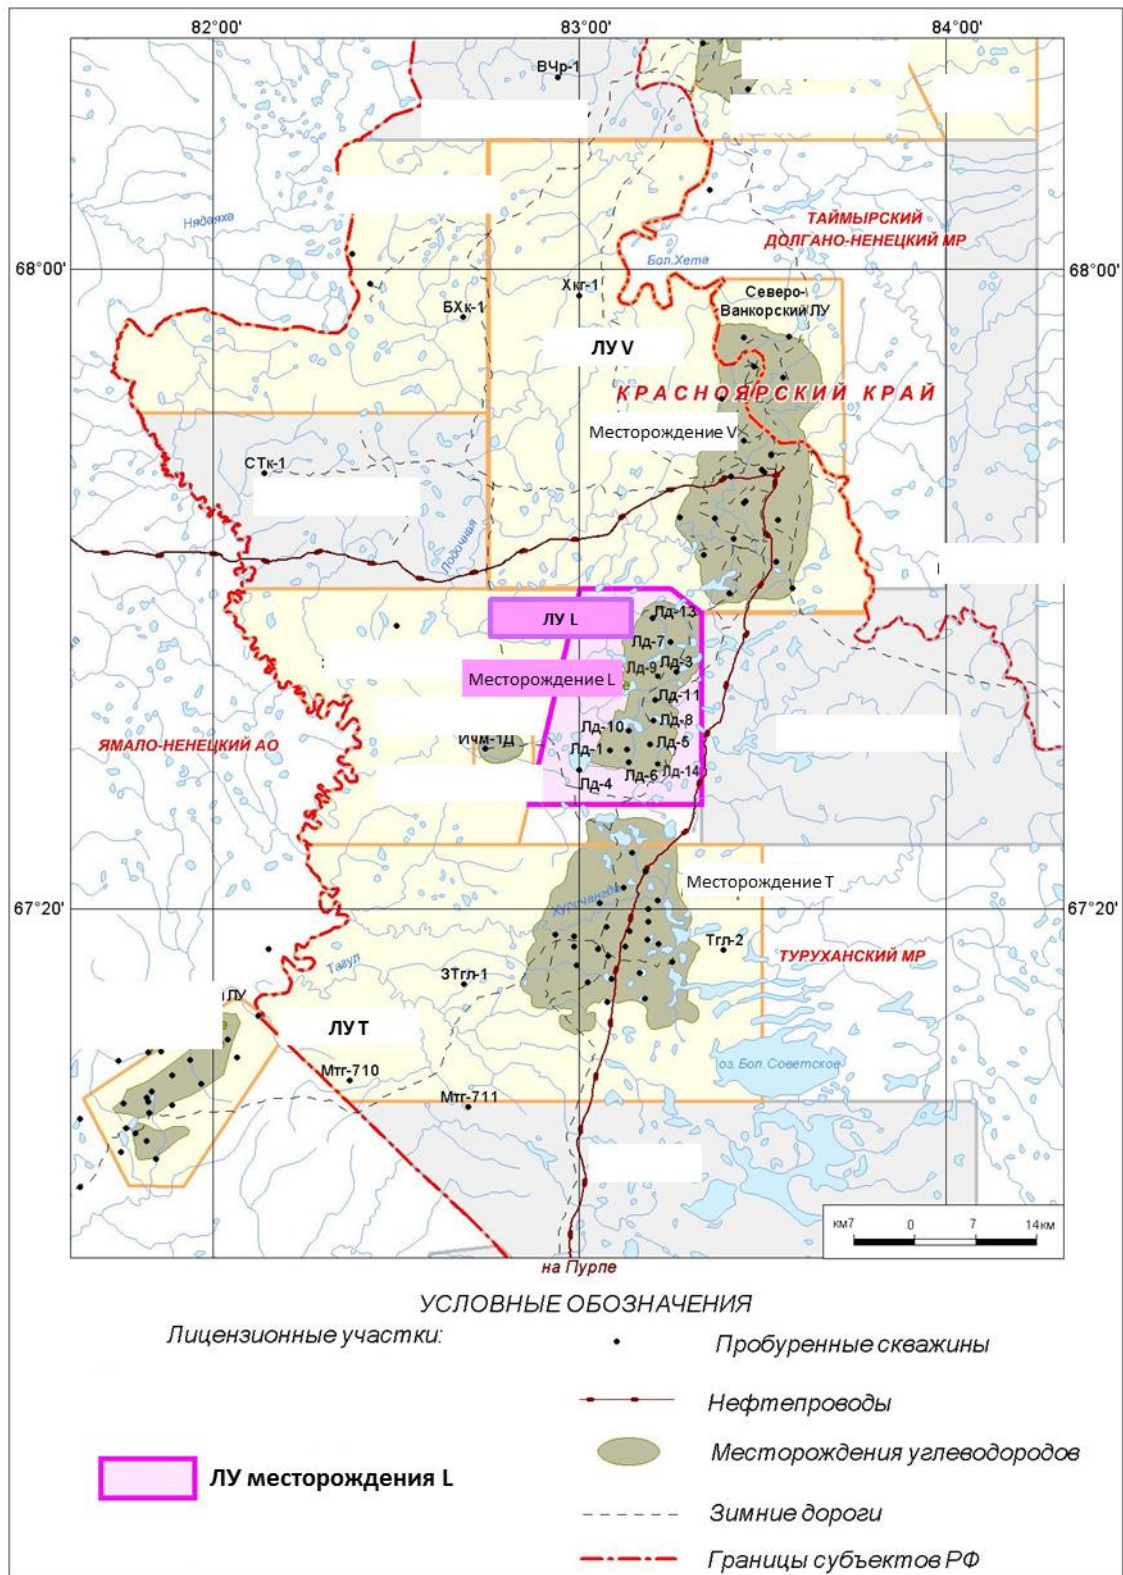 82°00'
83°00'
84°00'
ВЧр-1
Нядаяха
ТАЙМЫРСКИЙ
ДОЛГАНО-НЕНЕЦКИЙ МР
Бол.Хета
68°00'
68°00'
Хкг-1
Северо-
Ванкорский ЛУ
БХк-1
ЛУ V
КРАСНОЯРСКИЙ КРАЙ
Месторождение V
СТк-1
Лодочная
ЛУ L
Лд-13
Лд-7
Лд-9
Лд-3
Месторождение L
Лд-11
Лд-8
Лд-10
ЯМАЛО-НЕНЕЦКИЙ АО
Ичм-1Д
Лд-1
Лд-5
Лд-6
Лд-14
Лд-4
Месторождение Т
67°20'
67°20'
Тгл-2
Тагул
ЗТгл-1
ТУРУХАНСКИЙ МР
ЛУ
ЛУ Т
оз. Бол. Советское
Мтг-710
Мтг-711
км7 0 7 14км
на Пурпе
УСЛОВНЫЕ ОБОЗНАЧЕНИЯ
Лицензионные участки:
Пробуренные скважины
Нефтепроводы
Месторождения углеводородов
ЛУ месторождения L
Зимние дороги
Границы субъектов РФ